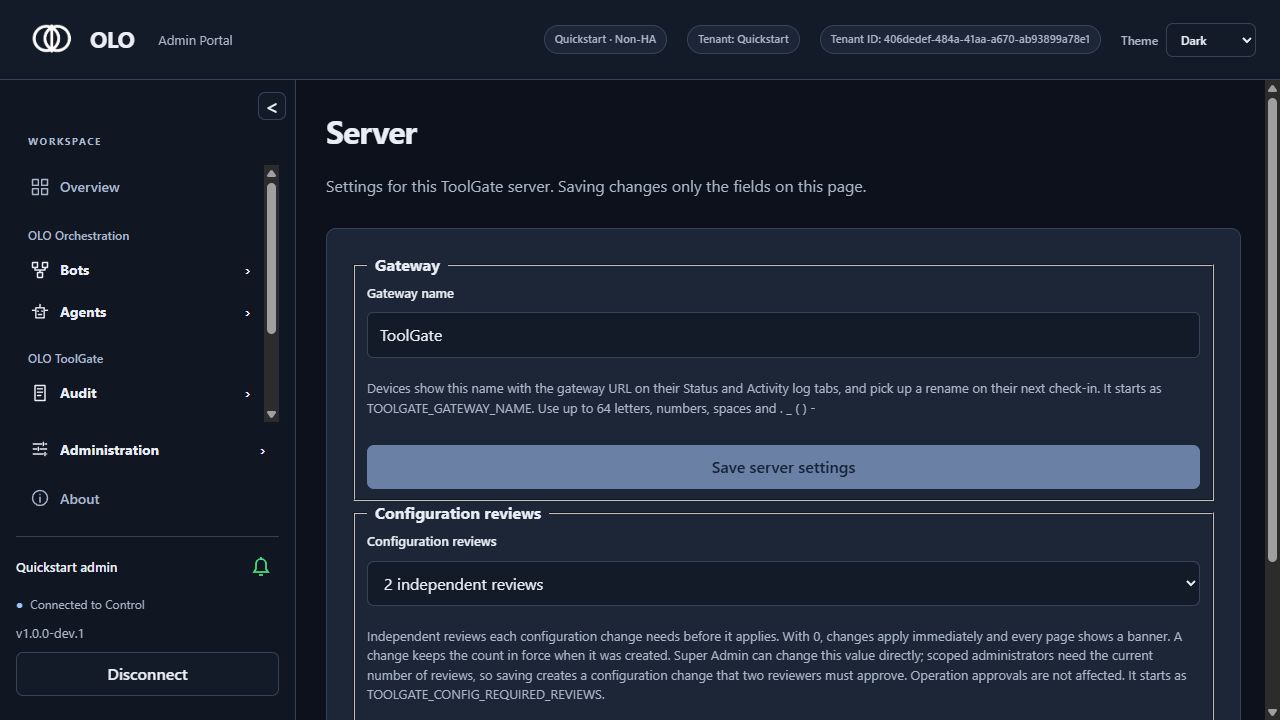 OLO
Admin Portal
Quickstart · Non-HA
Tenant: Quickstart
Tenant ID: 406dedef-484a-41aa-a670-ab93899a78e1
Theme
Dark
<
WORKSPACE
Overview
OLO Orchestration
Bots
Agents
OLO ToolGate
Audit
Administration
About
Quickstart admin
Connected to Control
v1.0.0-dev.1
Disconnect
Server
Settings for this ToolGate server. Saving changes only the fields on this page.
Gateway
Gateway name
ToolGate
Devices show this name with the gateway URL on their Status and Activity log tabs, and pick up a rename on their next check-in. It starts as
TOOLGATE_GATEWAY_NAME. Use up to 64 letters, numbers, spaces and . _ ( ) -
Save server settings
Configuration reviews
Configuration reviews
2 independent reviews
Independent reviews each configuration change needs before it applies. With 0, changes apply immediately and every page shows a banner. A
change keeps the count in force when it was created. Super Admin can change this value directly; scoped administrators need the current
number of reviews, so saving creates a configuration change that two reviewers must approve. Operation approvals are not affected. It starts as
TOOLGATE_CONFIG_REQUIRED_REVIEWS.